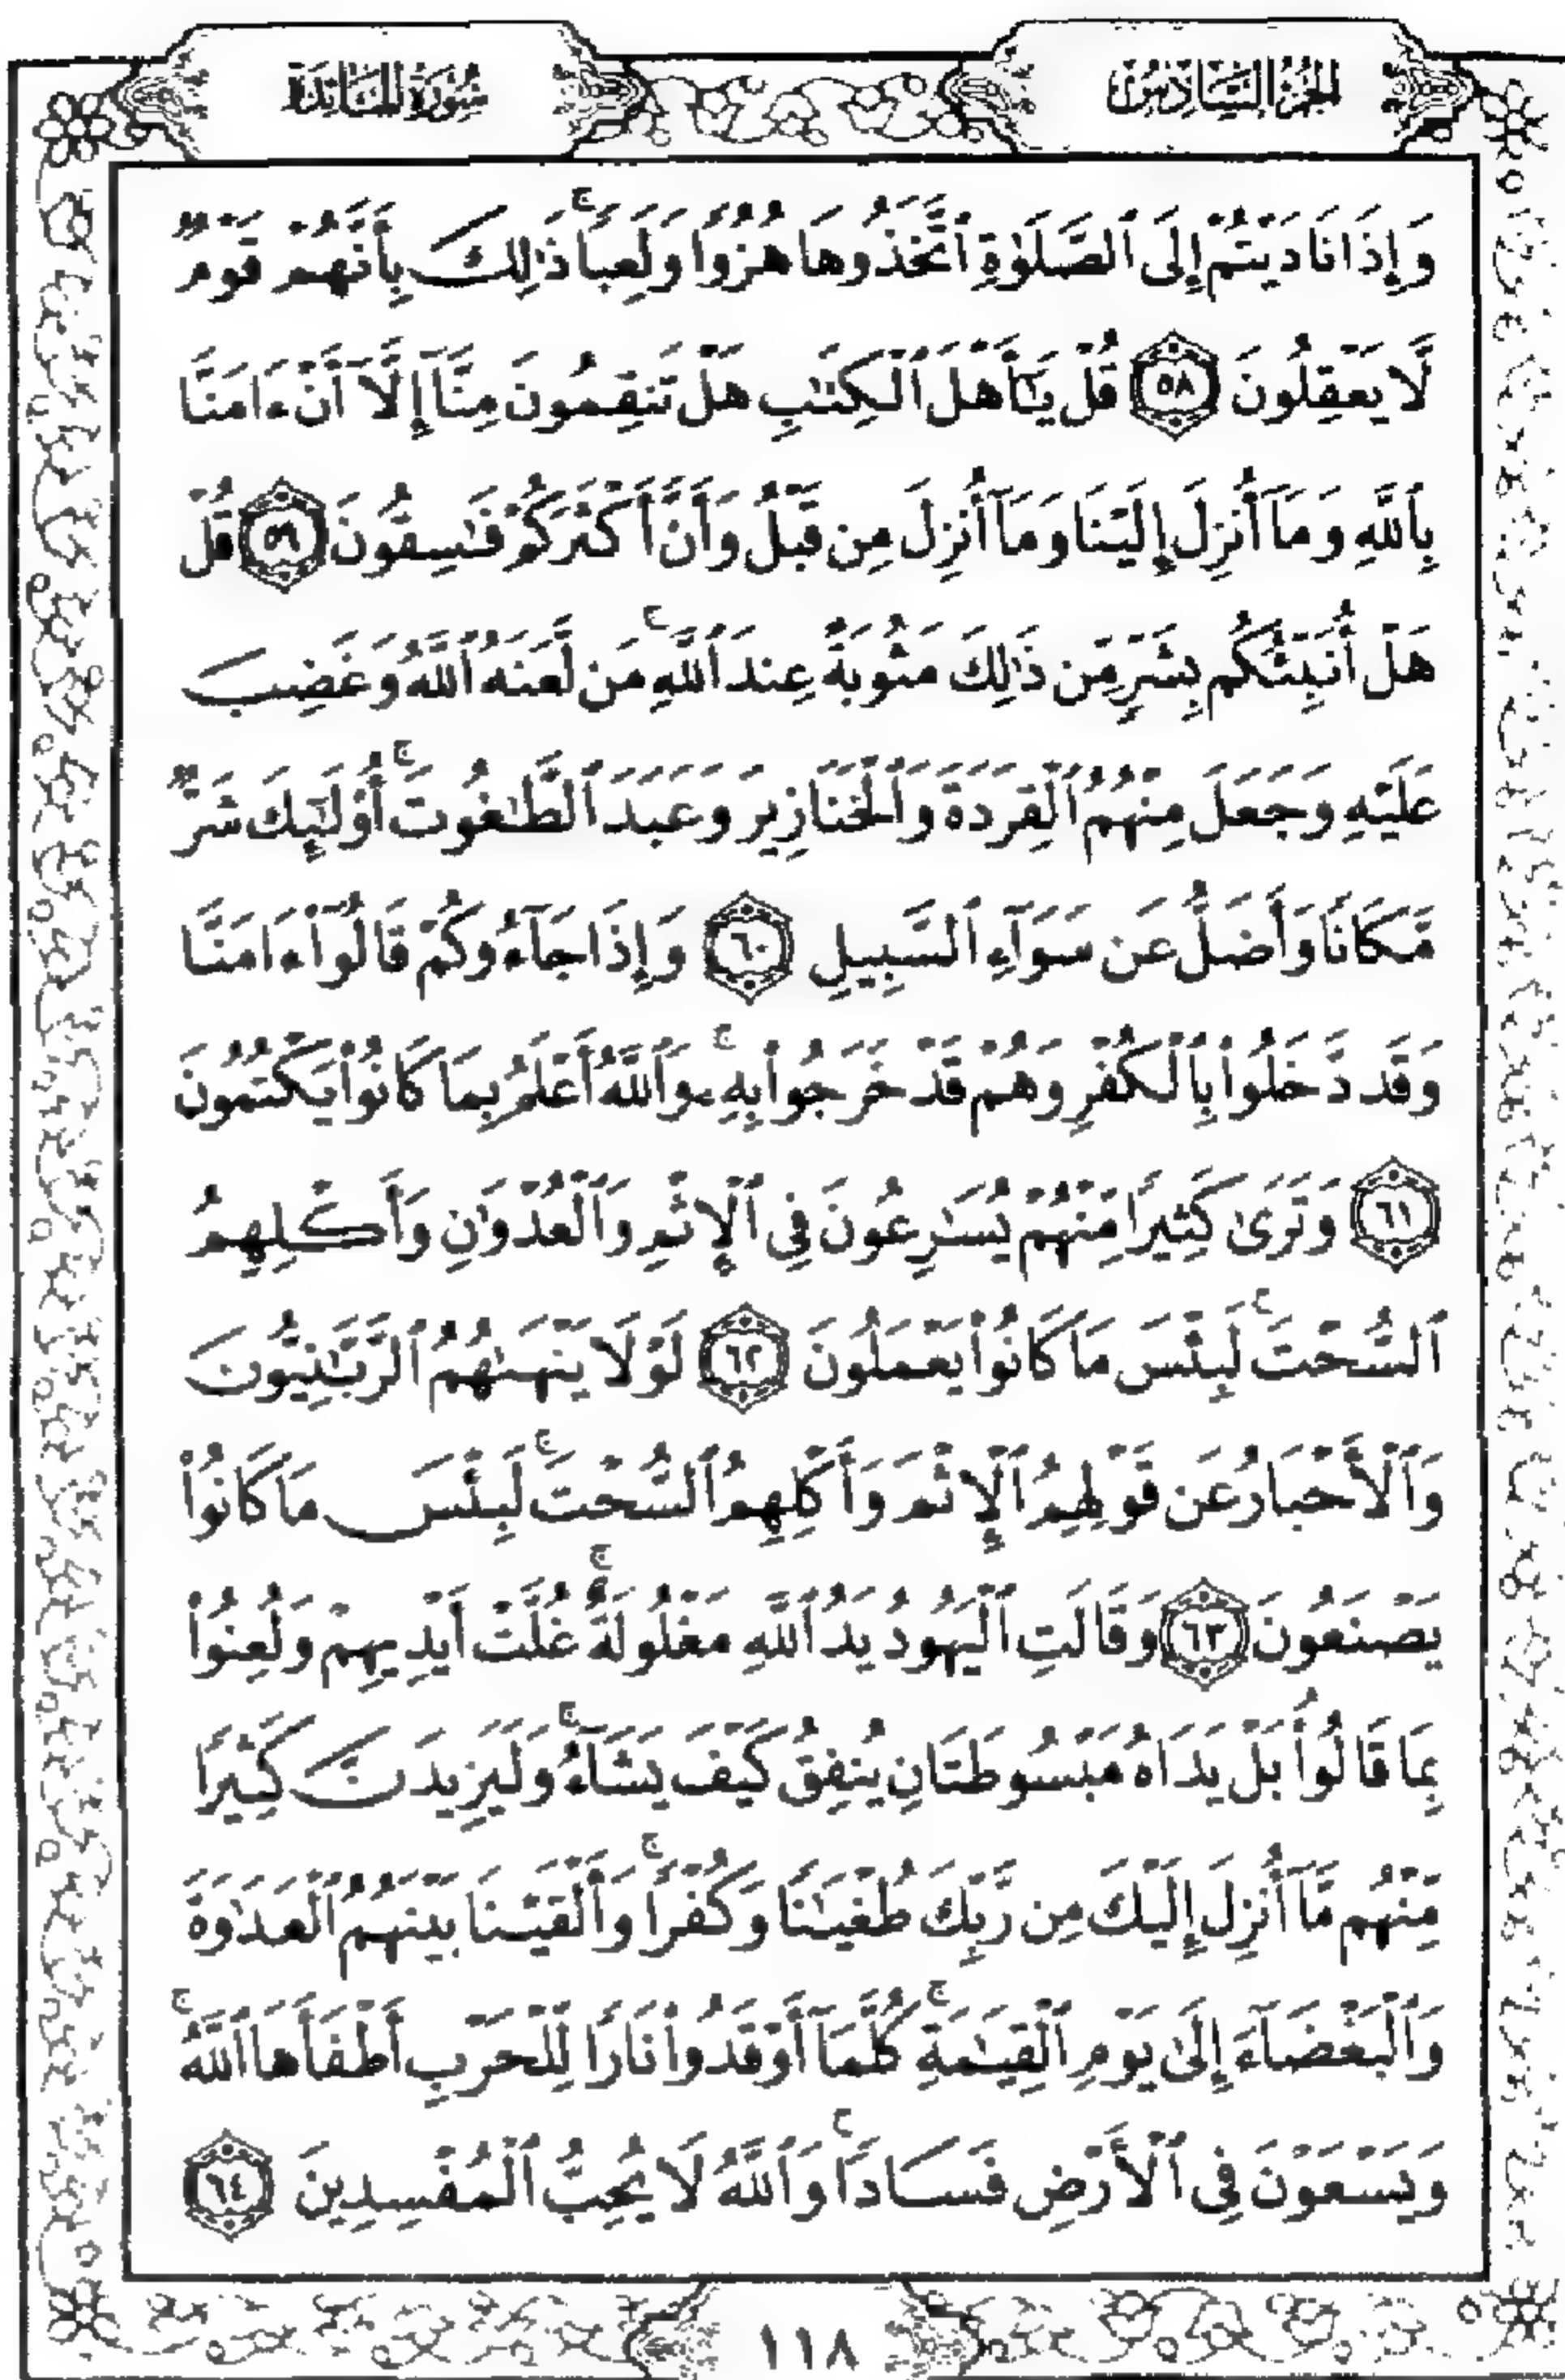 الجزء السادس
سورة المائدة
وَإِذَا نَادَيْتُمْ إِلَى ٱلصَّلَوٰةِ ٱتَّخَذُوهَا هُزُوًا وَلَعِبًا ۚ ذَٰلِكَ بِأَنَّهُمْ قَوْمٌ
لَّا يَعْقِلُونَ ٥٨ قُلْ يَـٰٓأَهْلَ ٱلْكِتَـٰبِ هَلْ تَنقِمُونَ مِنَّآ إِلَّآ أَنْ ءَامَنَّا
بِٱللَّهِ وَمَآ أُنزِلَ إِلَيْنَا وَمَآ أُنزِلَ مِن قَبْلُ وَأَنَّ أَكْثَرَكُمْ فَـٰسِقُونَ ٥٩ قُلْ
هَلْ أُنَبِّئُكُم بِشَرٍّ مِّن ذَٰلِكَ مَثُوبَةً عِندَ ٱللَّهِ ۚ مَن لَّعَنَهُ ٱللَّهُ وَغَضِبَ
عَلَيْهِ وَجَعَلَ مِنْهُمُ ٱلْقِرَدَةَ وَٱلْخَنَازِيرَ وَعَبَدَ ٱلطَّـٰغُوتَ ۚ أُو۟لَـٰٓئِكَ شَرٌّ
مَّكَانًا وَأَضَلُّ عَن سَوَآءِ ٱلسَّبِيلِ ٦٠ وَإِذَا جَآءُوكُمْ قَالُوٓا۟ ءَامَنَّا
وَقَد دَّخَلُوا۟ بِٱلْكُفْرِ وَهُمْ قَدْ خَرَجُوا۟ بِهِۦ ۚ وَٱللَّهُ أَعْلَمُ بِمَا كَانُوا۟ يَكْتُمُونَ
٦١ وَتَرَىٰ كَثِيرًا مِّنْهُمْ يُسَـٰرِعُونَ فِى ٱلْإِثْمِ وَٱلْعُدْوَٰنِ وَأَكْلِهِمُ
ٱلسُّحْتَ ۚ لَبِئْسَ مَا كَانُوا۟ يَعْمَلُونَ ٦٢ لَوْلَا يَنْهَىٰهُمُ ٱلرَّبَّـٰنِيُّونَ
وَٱلْأَحْبَارُ عَن قَوْلِهِمُ ٱلْإِثْمَ وَأَكْلِهِمُ ٱلسُّحْتَ ۚ لَبِئْسَ مَا كَانُوا۟
يَصْنَعُونَ ٦٣ وَقَالَتِ ٱلْيَهُودُ يَدُ ٱللَّهِ مَغْلُولَةٌ ۚ غُلَّتْ أَيْدِيهِمْ وَلُعِنُوا۟
بِمَا قَالُوا۟ بَلْ يَدَاهُ مَبْسُوطَتَانِ يُنفِقُ كَيْفَ يَشَآءُ ۚ وَلَيَزِيدَنَّ كَثِيرًا
مِّنْهُم مَّآ أُنزِلَ إِلَيْكَ مِن رَّبِّكَ طُغْيَـٰنًا وَكُفْرًا ۚ وَأَلْقَيْنَا بَيْنَهُمُ ٱلْعَدَٰوَةَ
وَٱلْبَغْضَآءَ إِلَىٰ يَوْمِ ٱلْقِيَـٰمَةِ ۚ كُلَّمَآ أَوْقَدُوا۟ نَارًا لِّلْحَرْبِ أَطْفَأَهَا ٱللَّهُ ۚ
وَيَسْعَوْنَ فِى ٱلْأَرْضِ فَسَادًا ۚ وَٱللَّهُ لَا يُحِبُّ ٱلْمُفْسِدِينَ ٦٤
١١٨